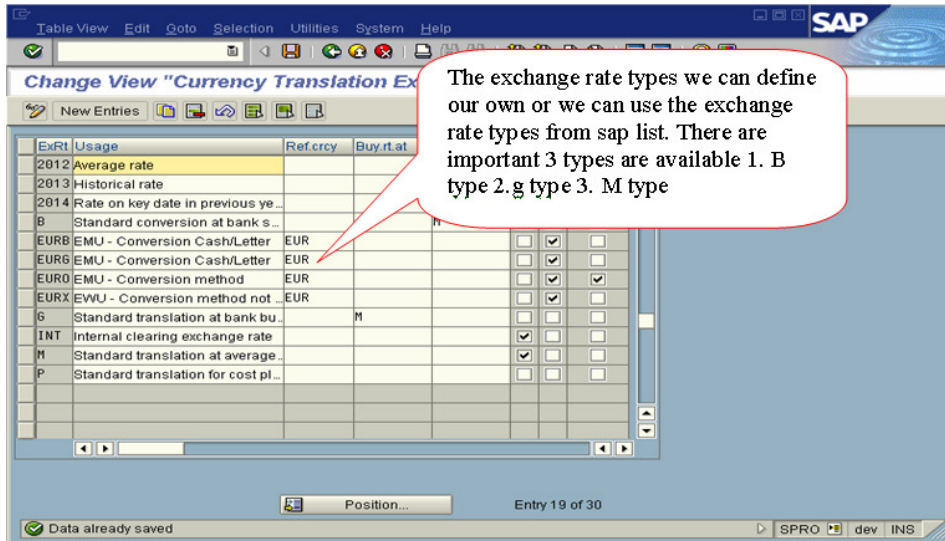 Table View Edit Goto Selection Utilities System Help
SAP
Change View "Currency Translation Ex
The exchange rate types we can define
our own or we can use the exchange
rate types from sap list. There are
important 3 types are available 1. B
type 2.g type 3. M type
New Entries
ExRt Usage Ref.crcy Buy.rt.at
2012 Average rate
2013 Historical rate
2014 Rate on key date in previous ye..
B Standard conversion at bank s... M
EURB EMU - Conversion Cash/Letter EUR
EURG EMU - Conversion Cash/Letter EUR
EURO EMU - Conversion method EUR
EURX EWU - Conversion method not ..EUR
G Standard translation at bank bu.. M
INT Internal clearing exchange rate
M Standard translation at average..
P Standard translation for cost pl...
Position... Entry 19 of 30
Data already saved SPRO dev INS